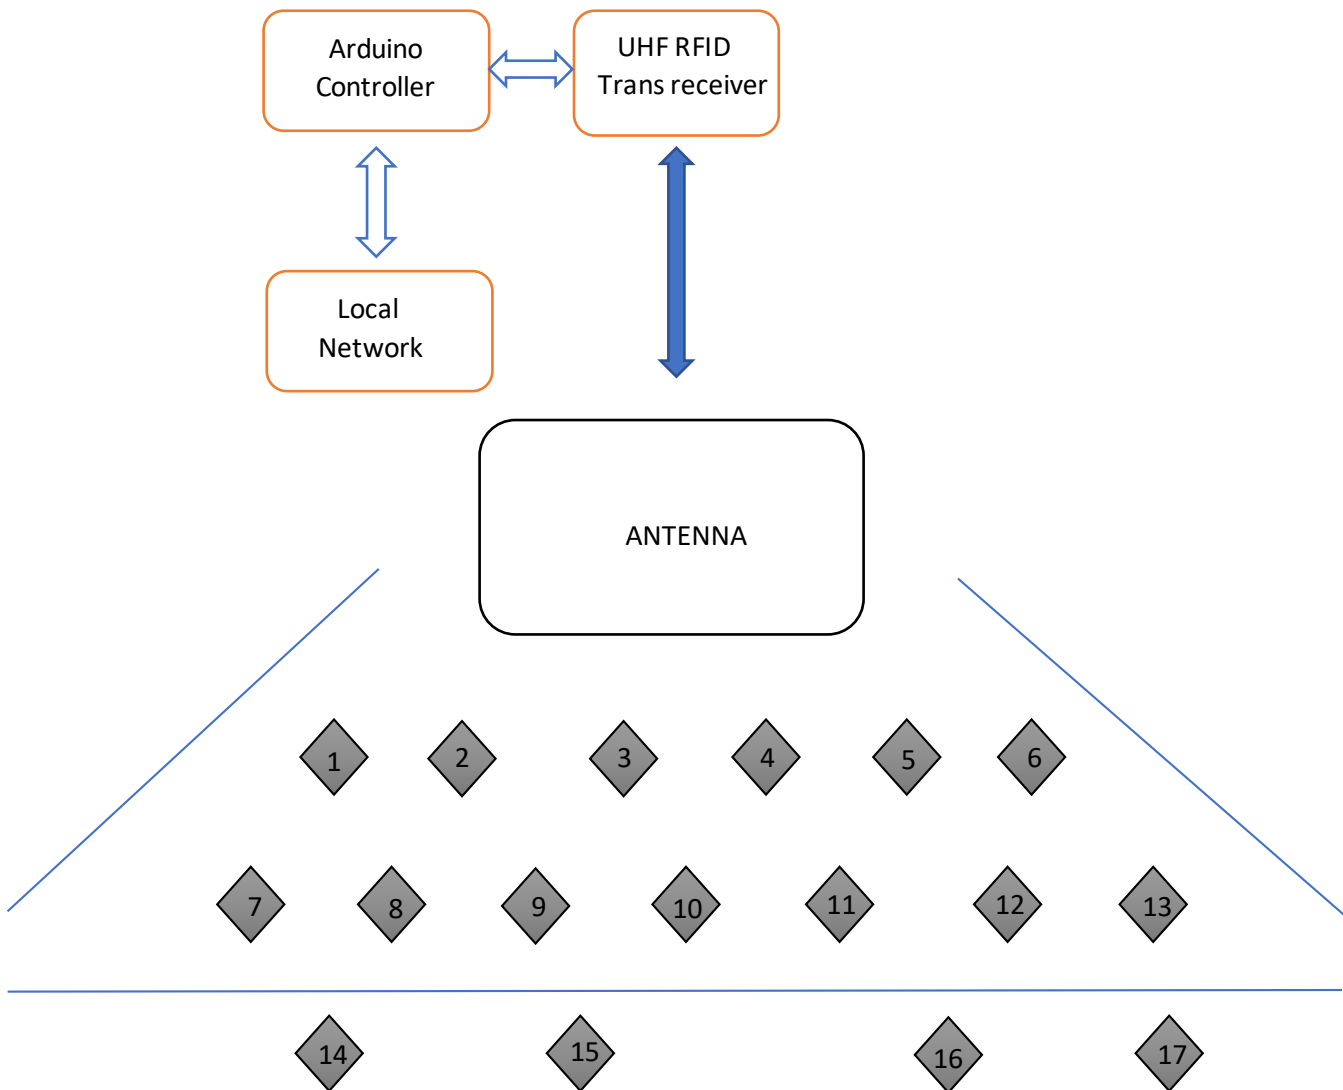 Arduino
Controller
UHF RFID
Trans receiver
Local
Network
ANTENNA
1 2 3 4 5 6
7 8 9 10 11 12 13
14 15 16 17